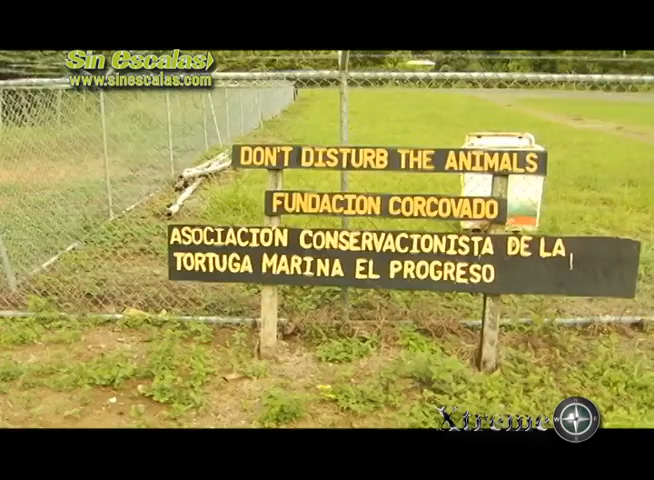 Sin Escalas
www.sinescalas.com
DON'T DISTURB THE ANIMALS
FUNDACION CORCOVADO
ASOCIACIÓN CONSERVACIONISTA DE LA
TORTUGA MARINA EL PROGRESO
Xtreme